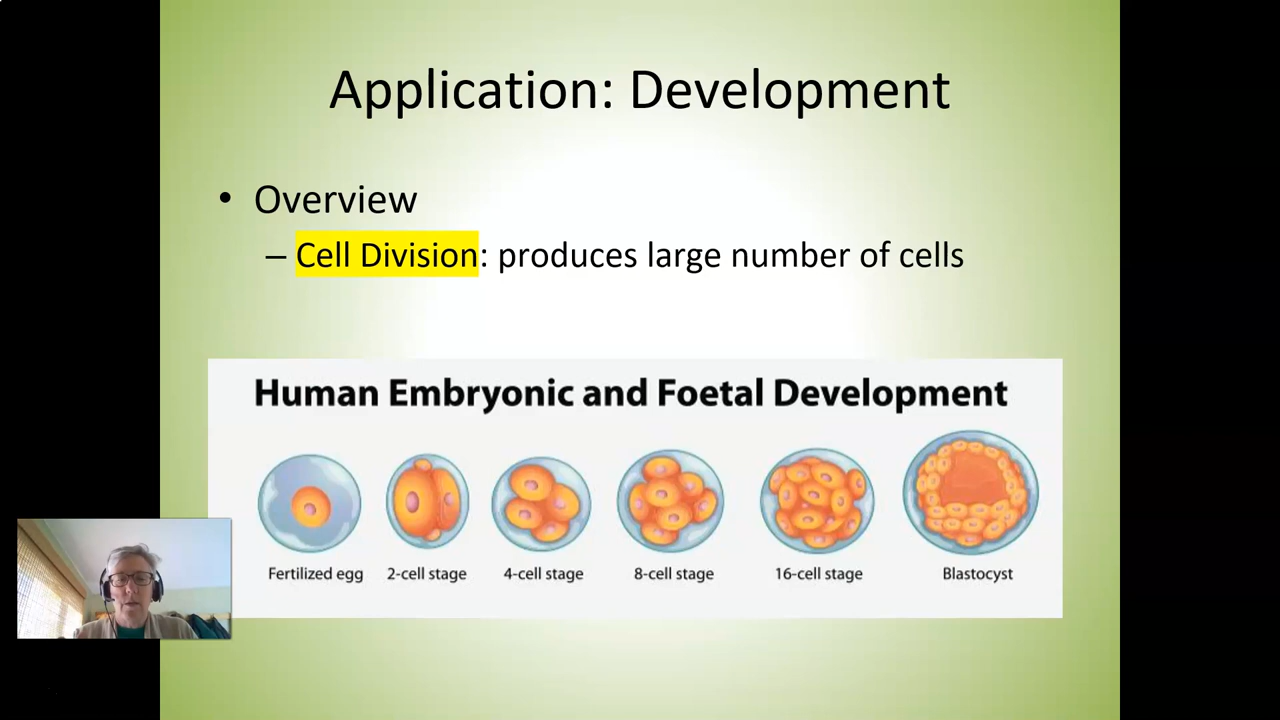 Application: Development
• Overview
– Cell Division: produces large number of cells
Human Embryonic and Foetal Development
Fertilized egg 2-cell stage 4-cell stage 8-cell stage 16-cell stage Blastocyst